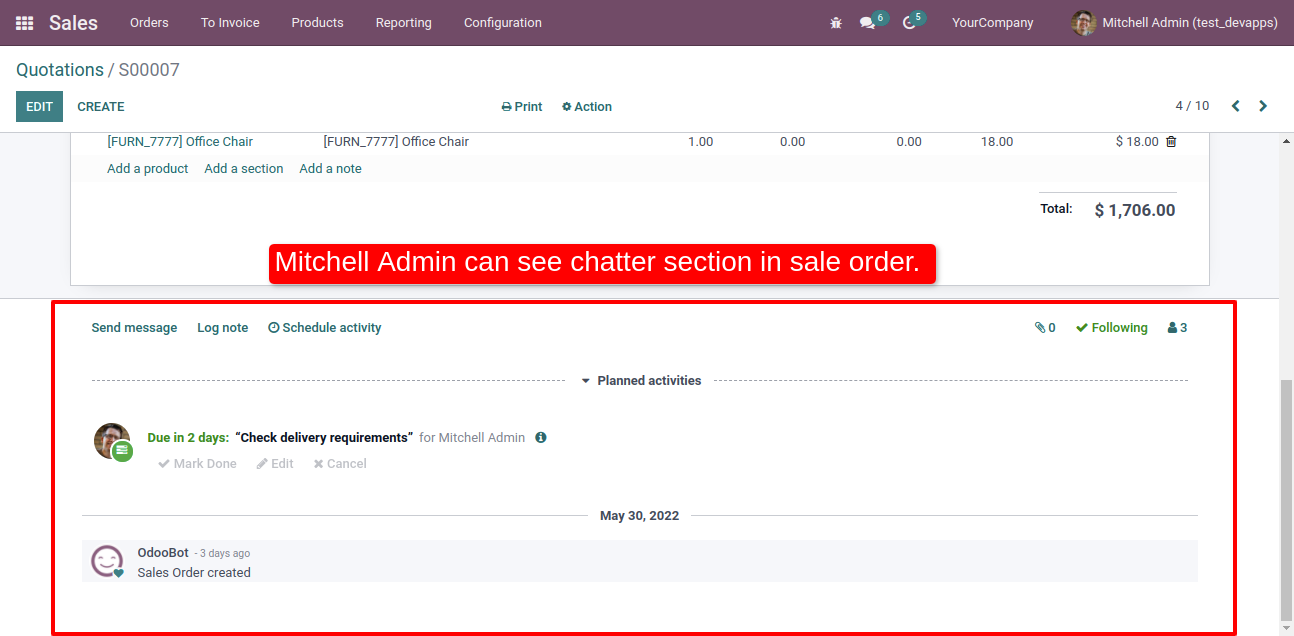 Sales Orders To Invoice Products Reporting Configuration 6 5 YourCompany Mitchell Admin (test_devapps)
Quotations / S00007
EDIT CREATE Print Action 4 / 10
[FURN_7777] Office Chair [FURN_7777] Office Chair 1.00 0.00 0.00 18.00 $ 18.00
Add a product Add a section Add a note
Total: $ 1,706.00
Mitchell Admin can see chatter section in sale order.
Send message Log note Schedule activity 0 Following 3
Planned activities
Due in 2 days: “Check delivery requirements” for Mitchell Admin
Mark Done Edit Cancel
May 30, 2022
OdooBot - 3 days ago
Sales Order created